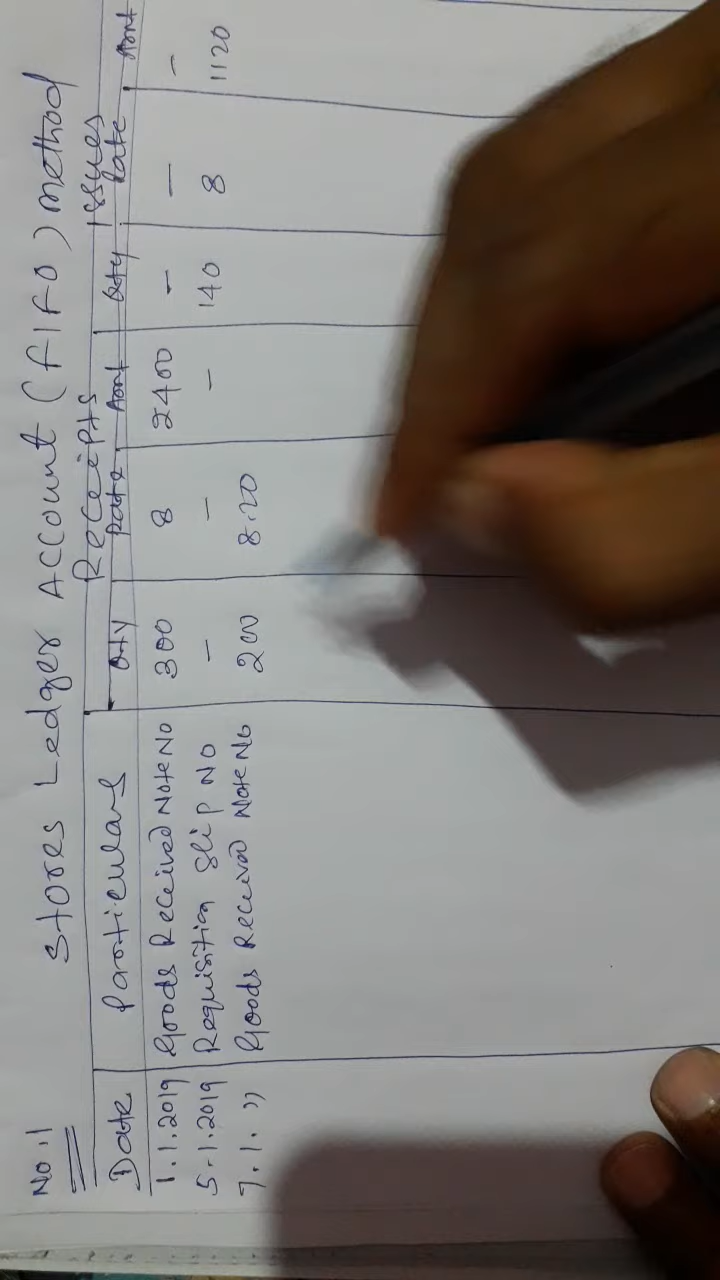 No:1
Stores Ledger Account (FIFO) method
Receipts Issues
Date Particulars Qty Rate Amt Qty Rate Amt
1.1.2019 Goods Received Note No 300 8 2400 - - -
5.1.2019 Requisition Slip No - - - 140 8 1120
7.1. " Goods Received Note No 200 8.20